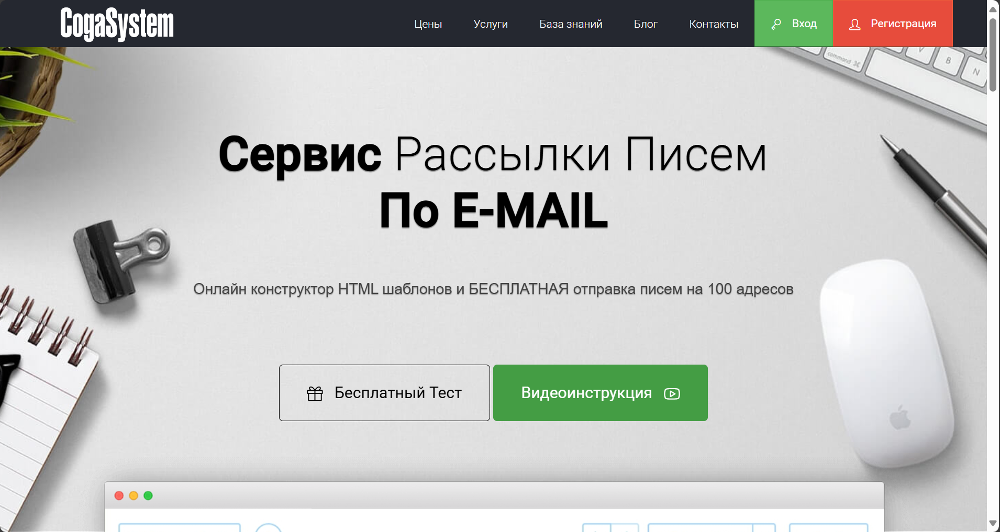 CogaSystem
Цены
Услуги
База знаний
Блог
Контакты
Вход
Регистрация
command ⌘
V
B
N
Сервис Рассылки Писем
По E-MAIL
Онлайн конструктор HTML шаблонов и БЕСПЛАТНАЯ отправка писем на 100 адресов
Бесплатный Тест
Видеоинструкция